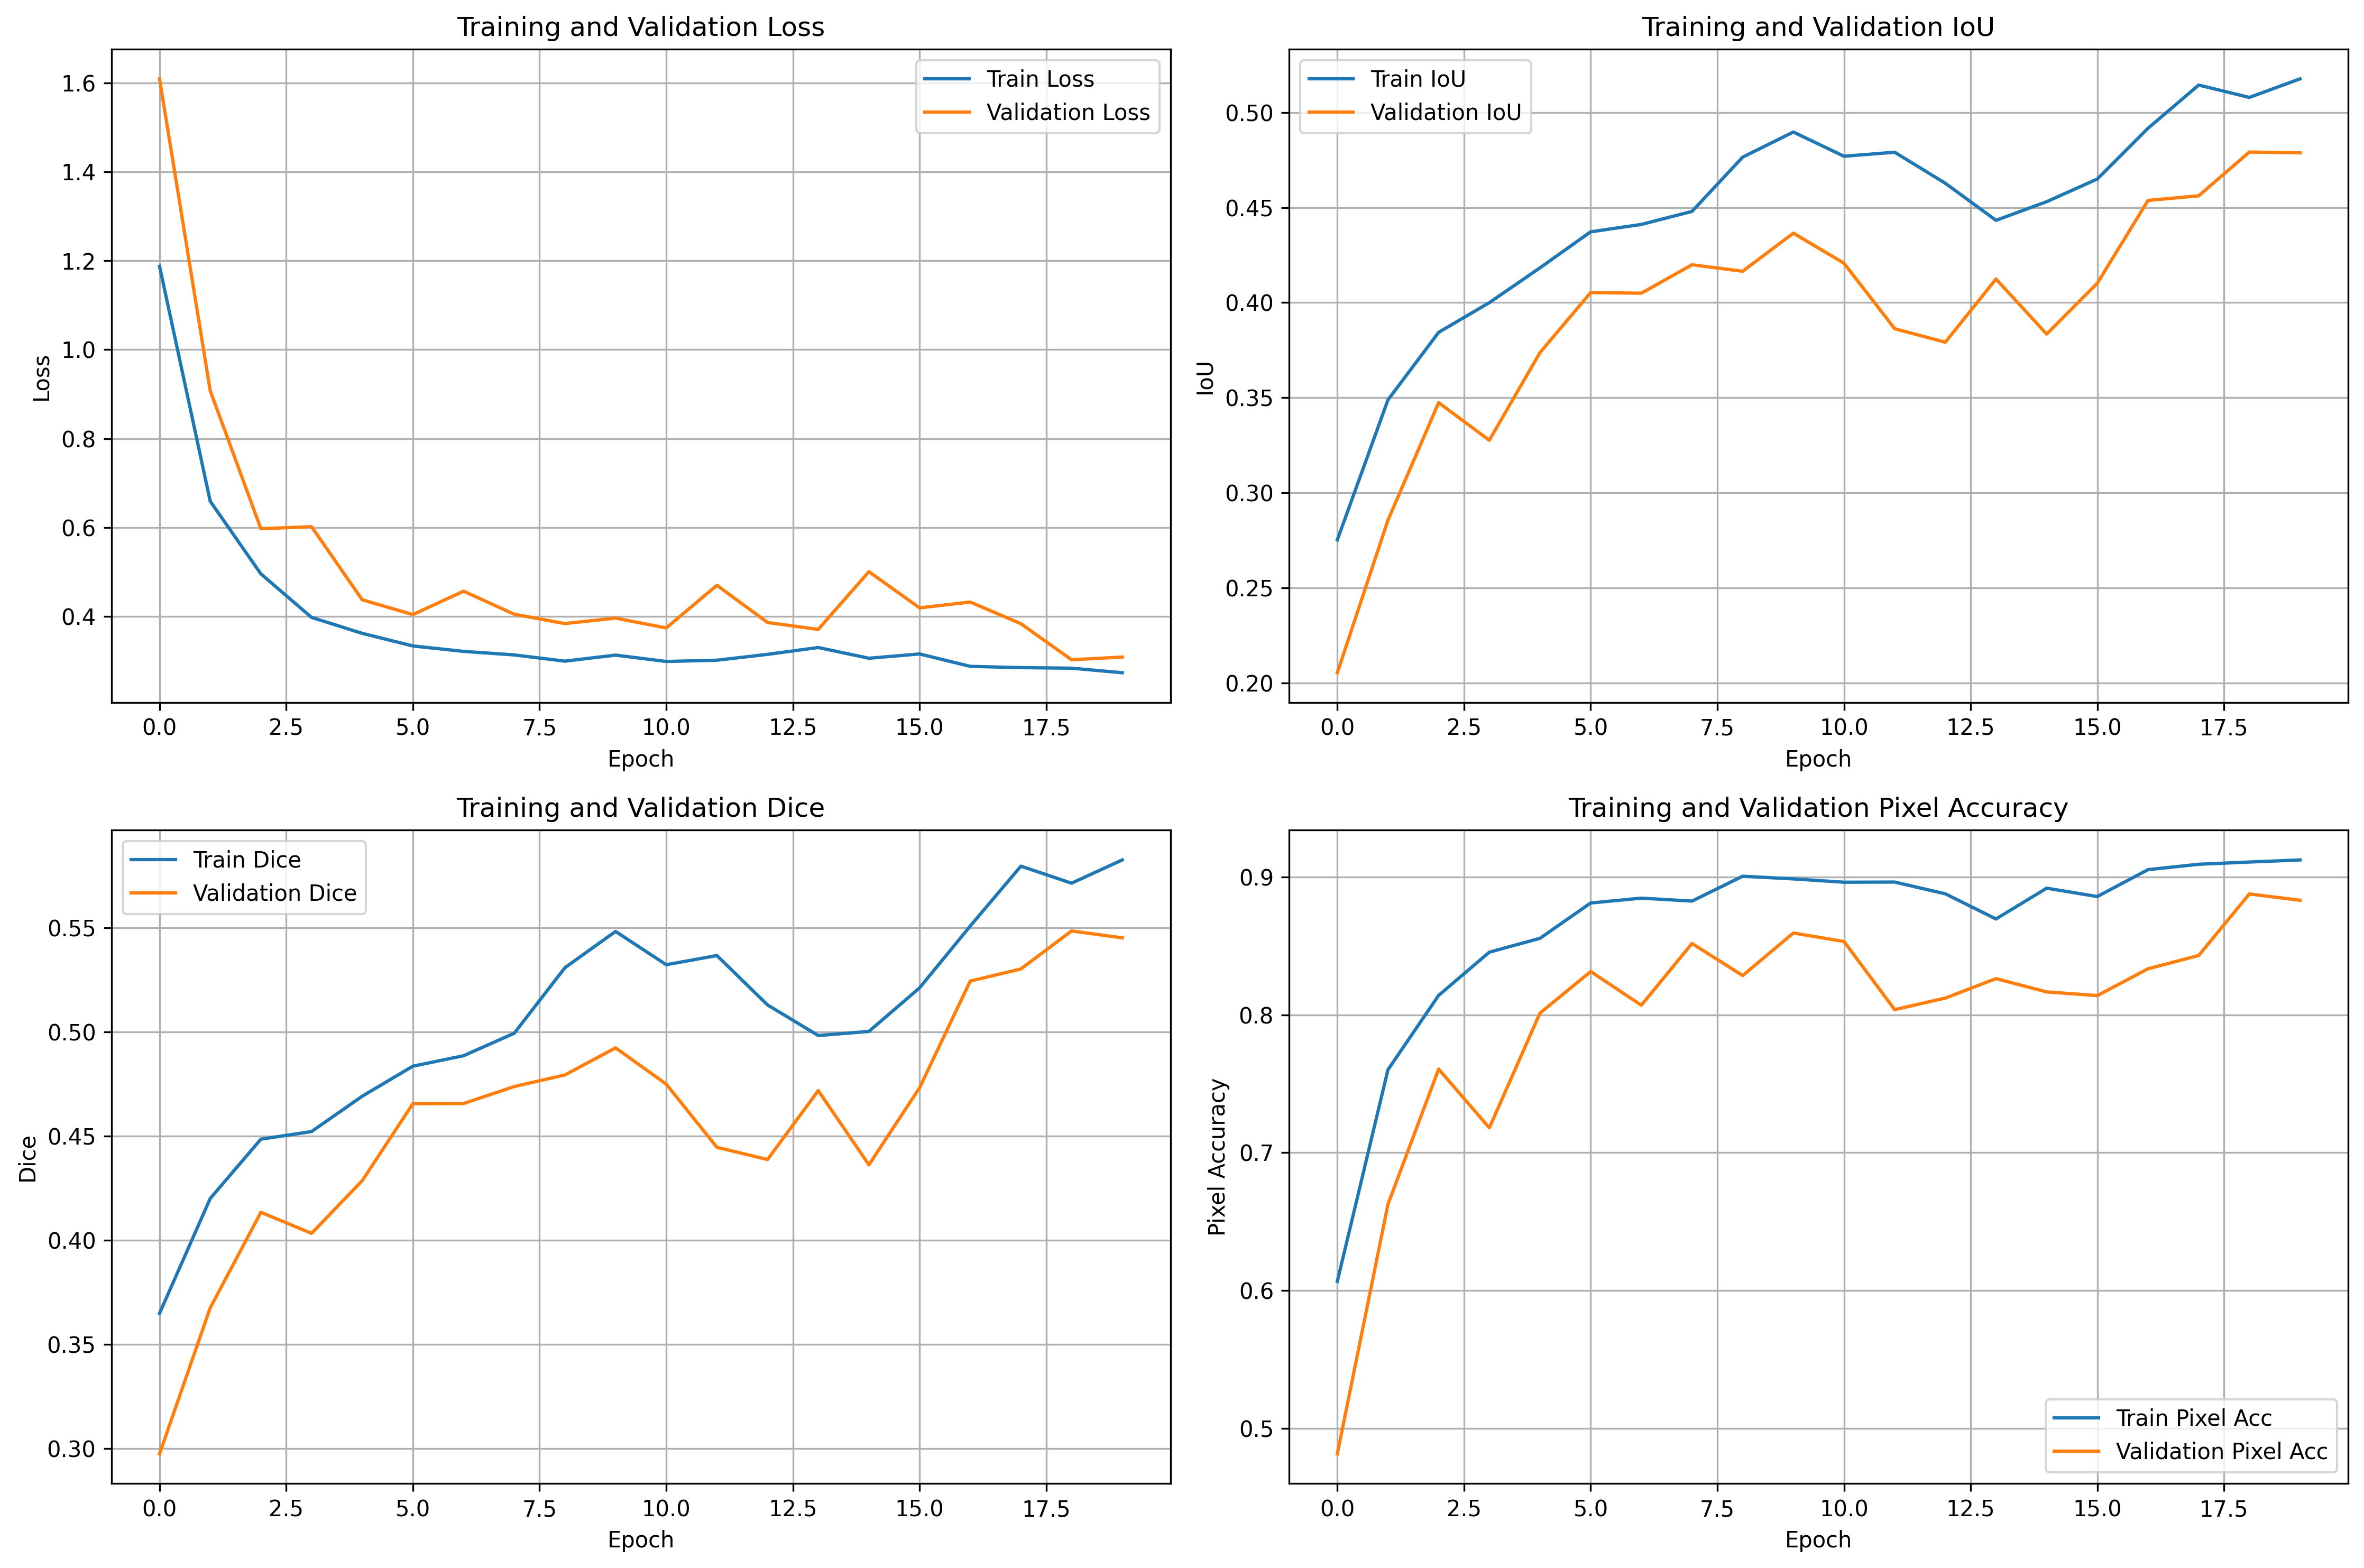 Training and Validation Loss
Train Loss
Validation Loss
1.6
1.4
1.2
1.0
0.8
0.6
0.4
Loss
0.0 2.5 5.0 7.5 10.0 12.5 15.0 17.5
Epoch
Training and Validation IoU
Train IoU
Validation IoU
0.50
0.45
0.40
0.35
0.30
0.25
0.20
IoU
0.0 2.5 5.0 7.5 10.0 12.5 15.0 17.5
Epoch
Training and Validation Dice
Train Dice
Validation Dice
0.55
0.50
0.45
0.40
0.35
0.30
Dice
0.0 2.5 5.0 7.5 10.0 12.5 15.0 17.5
Epoch
Training and Validation Pixel Accuracy
0.9
0.8
0.7
0.6
0.5
Pixel Accuracy
Train Pixel Acc
Validation Pixel Acc
0.0 2.5 5.0 7.5 10.0 12.5 15.0 17.5
Epoch